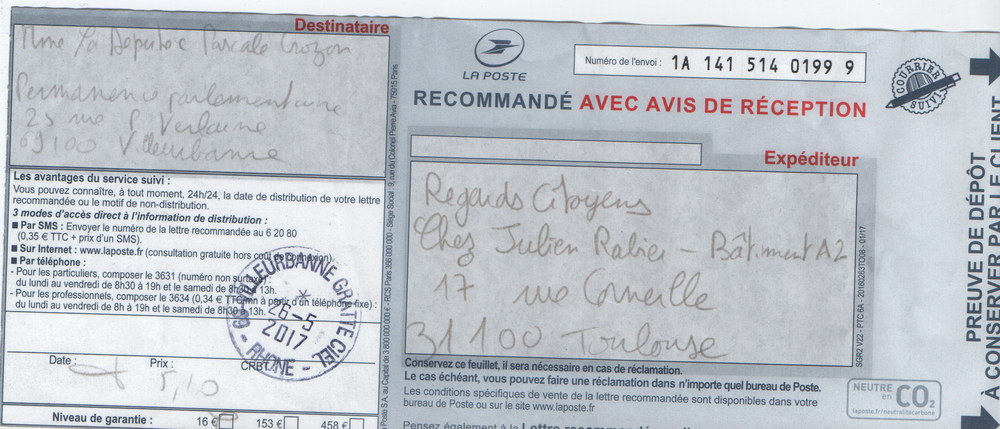 Destinataire
Mme la Députée Pascale Crozon
Permanence parlementaire
25 rue P. Verlaine
69100 Villeurbanne
Les avantages du service suivi :
Vous pouvez connaître, à tout moment, 24h/24, la date de distribution de votre lettre
recommandée ou le motif de non-distribution.
3 modes d'accès direct à l'information de distribution :
■ Par SMS : Envoyer le numéro de la lettre recommandée au 6 20 80
(0,35 € TTC + prix d'un SMS).
■ Sur Internet : www.laposte.fr (consultation gratuite hors coût de connexion).
■ Par téléphone :
- Pour les particuliers, composer le 3631 (numéro non surtaxé) :
du lundi au vendredi de 8h30 à 19h et le samedi de 8h30 à 13h.
- Pour les professionnels, composer le 3634 (0,34 € TTC/mn à partir d'un téléphone fixe) :
du lundi au vendredi de 8h à 19h et le samedi de 8h30 à 13h.
VILLEURBANNE GRATTE CIEL
*
26-5
2017
- RHÔNE -
Date :
Prix :
CRBT
5,10
Niveau de garantie :
16 €
153 €
458 €
LA POSTE
Numéro de l'envoi : 1A 141 514 0199 9
COURRIER
SUIVI
RECOMMANDÉ AVEC AVIS DE RÉCEPTION
Expéditeur
Regards Citoyens
Chez Julien Rabier - Bâtiment A2
17 rue Corneille
31100 Toulouse
Conservez ce feuillet, il sera nécessaire en cas de réclamation.
Le cas échéant, vous pouvez faire une réclamation dans n'importe quel bureau de Poste.
Les conditions spécifiques de vente de la lettre recommandée sont disponibles dans votre
bureau de Poste ou sur le site www.laposte.fr
Pensez également à la Lettre recommandée
NEUTRE
en CO2
laposte.fr/neutralitecarbone
SGR2 V22 - PTC 6A - 20160263TO08 - 01/17
Poste S.A. au Capital de 3 800 000 000 € - RCS Paris 356 000 000 - Siège Social : 9, rue du Colonel Pierre Avia - 75015 Paris
PREUVE DE DÉPÔT
À CONSERVER PAR LE CLIENT